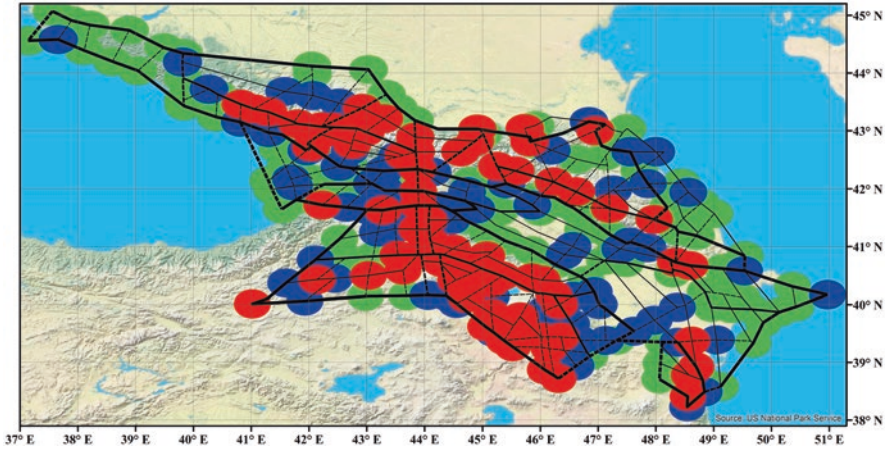 45° N
44° N
43° N
42° N
41° N
40° N
39° N
38° N
Source: US National Park Service
37° E 38° E 39° E 40° E 41° E 42° E 43° E 44° E 45° E 46° E 47° E 48° E 49° E 50° E 51° E